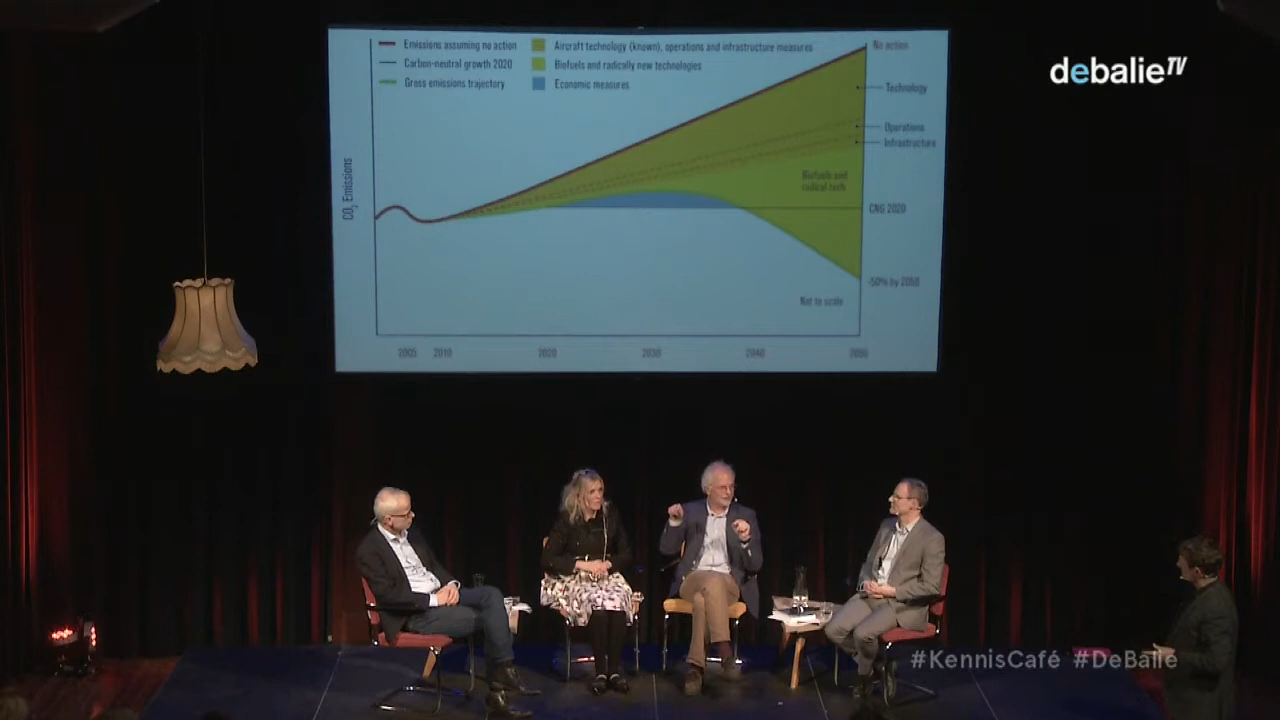 Emissions assuming no action
Carbon-neutral growth 2020
Gross emissions trajectory
Aircraft technology (known), operations and infrastructure measures
Biofuels and radically new technologies
Economic measures
debalieTV
No action
Technology
Operations
Infrastructure
Biofuels and
radical tech
CO2 Emissions
CNG 2020
-50% by 2050
Not to scale
2005 2010 2020 2030 2040 2050
#KennisCafé #DeBalie